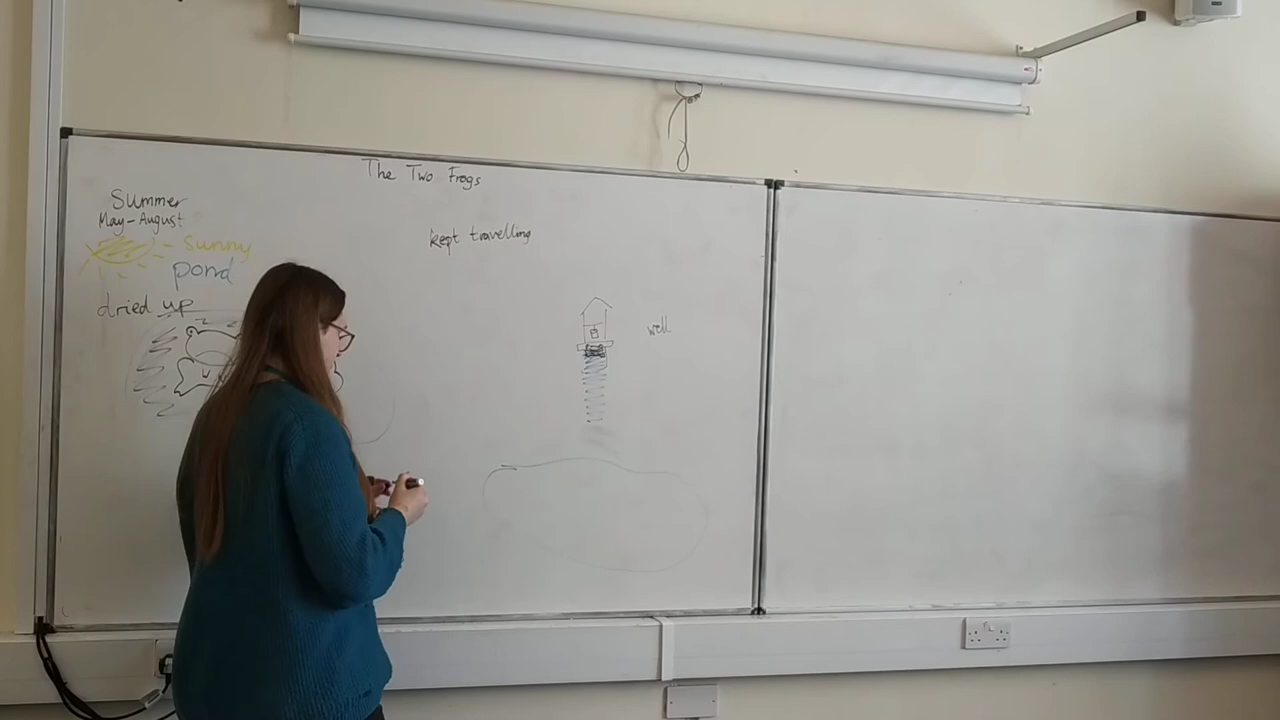 The Two Frogs
Summer
May-August
- Sunny
pond
dried up
kept travelling
well